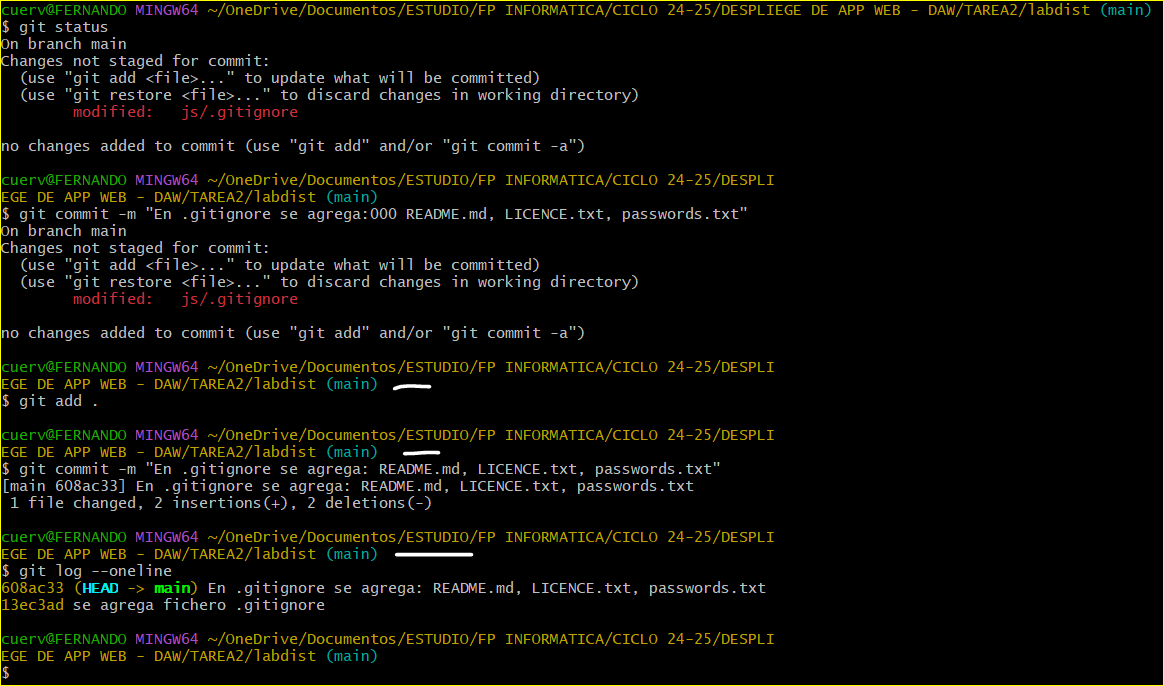 cuerv@FERNANDO MINGW64 ~/OneDrive/Documentos/ESTUDIO/FP INFORMATICA/CICLO 24-25/DESPLIEGE DE APP WEB - DAW/TAREA2/labdist (main)
$ git status
On branch main
Changes not staged for commit:
  (use "git add <file>..." to update what will be committed)
  (use "git restore <file>..." to discard changes in working directory)
        modified:   js/.gitignore

no changes added to commit (use "git add" and/or "git commit -a")

cuerv@FERNANDO MINGW64 ~/OneDrive/Documentos/ESTUDIO/FP INFORMATICA/CICLO 24-25/DESPLI
EGE DE APP WEB - DAW/TAREA2/labdist (main)
$ git commit -m "En .gitignore se agrega:000 README.md, LICENCE.txt, passwords.txt"
On branch main
Changes not staged for commit:
  (use "git add <file>..." to update what will be committed)
  (use "git restore <file>..." to discard changes in working directory)
        modified:   js/.gitignore

no changes added to commit (use "git add" and/or "git commit -a")

cuerv@FERNANDO MINGW64 ~/OneDrive/Documentos/ESTUDIO/FP INFORMATICA/CICLO 24-25/DESPLI
EGE DE APP WEB - DAW/TAREA2/labdist (main)
$ git add .

cuerv@FERNANDO MINGW64 ~/OneDrive/Documentos/ESTUDIO/FP INFORMATICA/CICLO 24-25/DESPLI
EGE DE APP WEB - DAW/TAREA2/labdist (main)
$ git commit -m "En .gitignore se agrega: README.md, LICENCE.txt, passwords.txt"
[main 608ac33] En .gitignore se agrega: README.md, LICENCE.txt, passwords.txt
 1 file changed, 2 insertions(+), 2 deletions(-)

cuerv@FERNANDO MINGW64 ~/OneDrive/Documentos/ESTUDIO/FP INFORMATICA/CICLO 24-25/DESPLI
EGE DE APP WEB - DAW/TAREA2/labdist (main)
$ git log --oneline
608ac33 (HEAD -> main) En .gitignore se agrega: README.md, LICENCE.txt, passwords.txt
13ec3ad se agrega fichero .gitignore

cuerv@FERNANDO MINGW64 ~/OneDrive/Documentos/ESTUDIO/FP INFORMATICA/CICLO 24-25/DESPLI
EGE DE APP WEB - DAW/TAREA2/labdist (main)
$